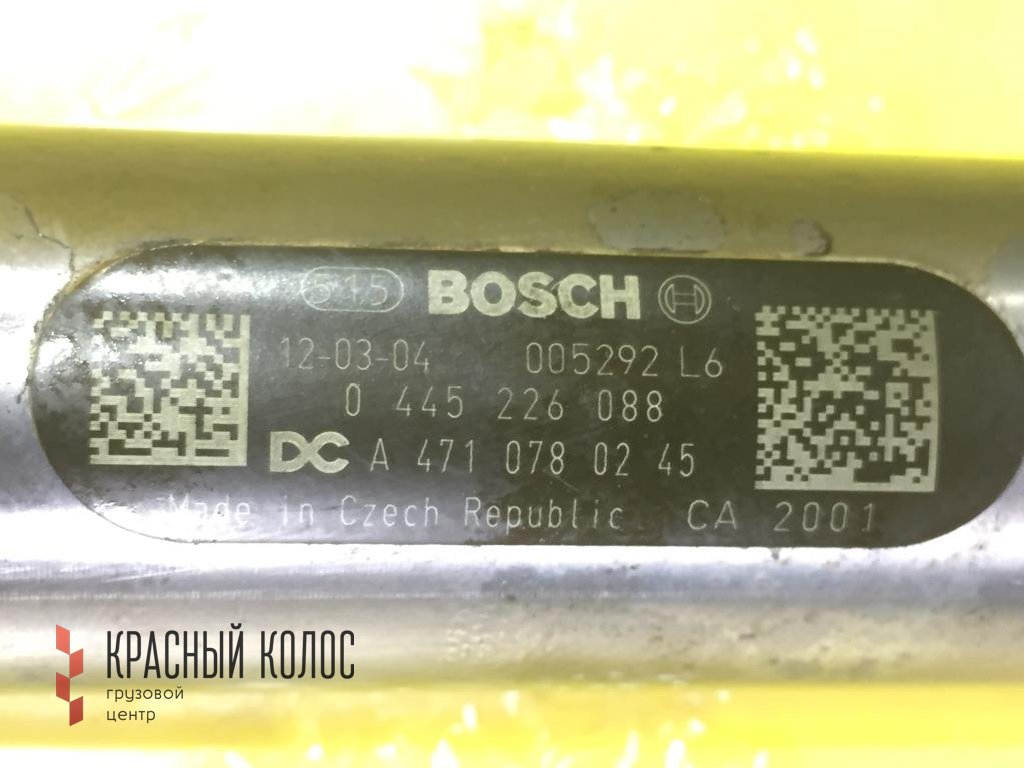 515 BOSCH
12-03-04 005292 L6
0 445 226 088
DC A 471 078 02 45
Made in Czech Republic CA 2001
КРАСНЫЙ КОЛОС
грузовой
центр